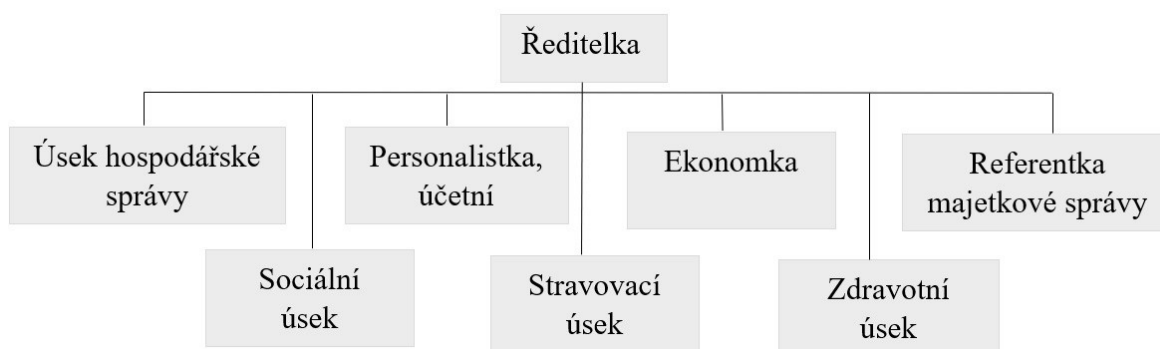 Ředitelka
Úsek hospodářské
správy
Personalistka,
účetní
Ekonomka
Referentka
majetkové správy
Sociální
úsek
Stravovací
úsek
Zdravotní
úsek